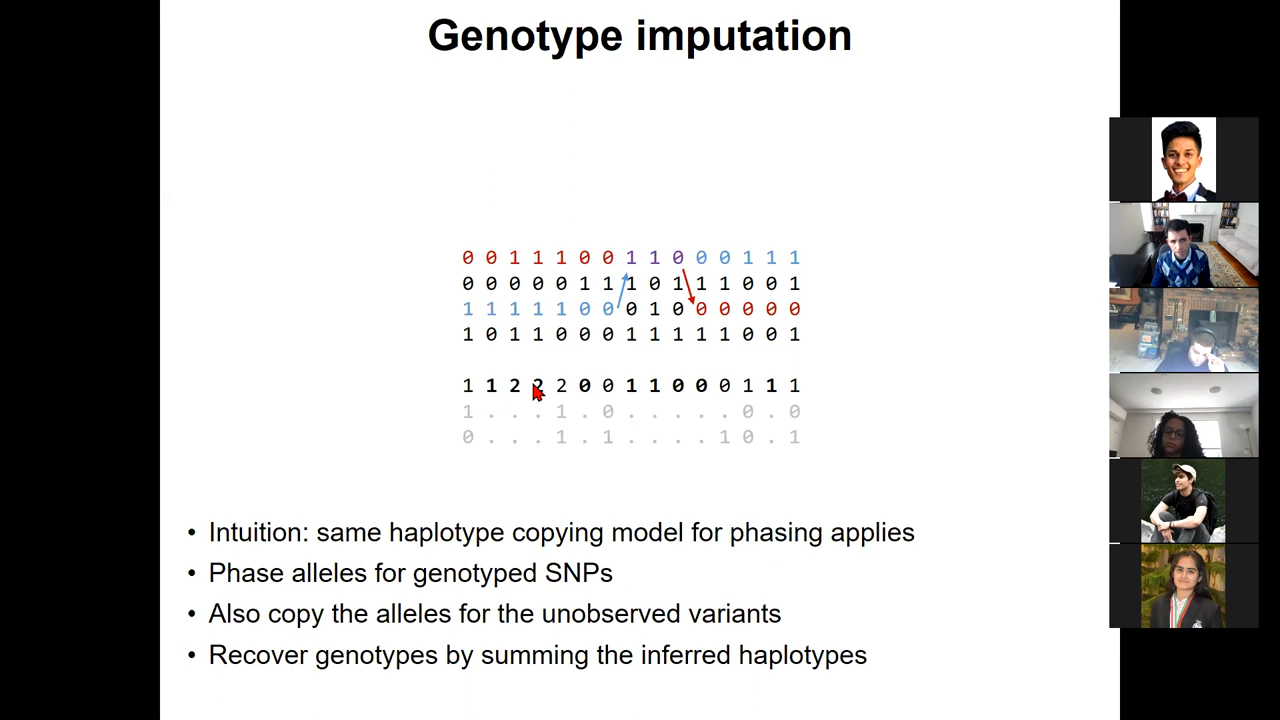 Genotype imputation
0 0 1 1 1 0 0 1 1 0 0 0 1 1 1
0 0 0 0 0 1 1 1 0 1 1 1 0 0 1
1 1 1 1 1 0 0 0 1 0 0 0 0 0 0
1 0 1 1 0 0 0 1 1 1 1 1 0 0 1
1 1 2 2 2 0 0 1 1 0 0 0 1 1 1
1 . . . 1 . 0 . . . . . 0 . 0
0 . . . 1 . 1 . . . . 1 0 . 1
• Intuition: same haplotype copying model for phasing applies
• Phase alleles for genotyped SNPs
• Also copy the alleles for the unobserved variants
• Recover genotypes by summing the inferred haplotypes